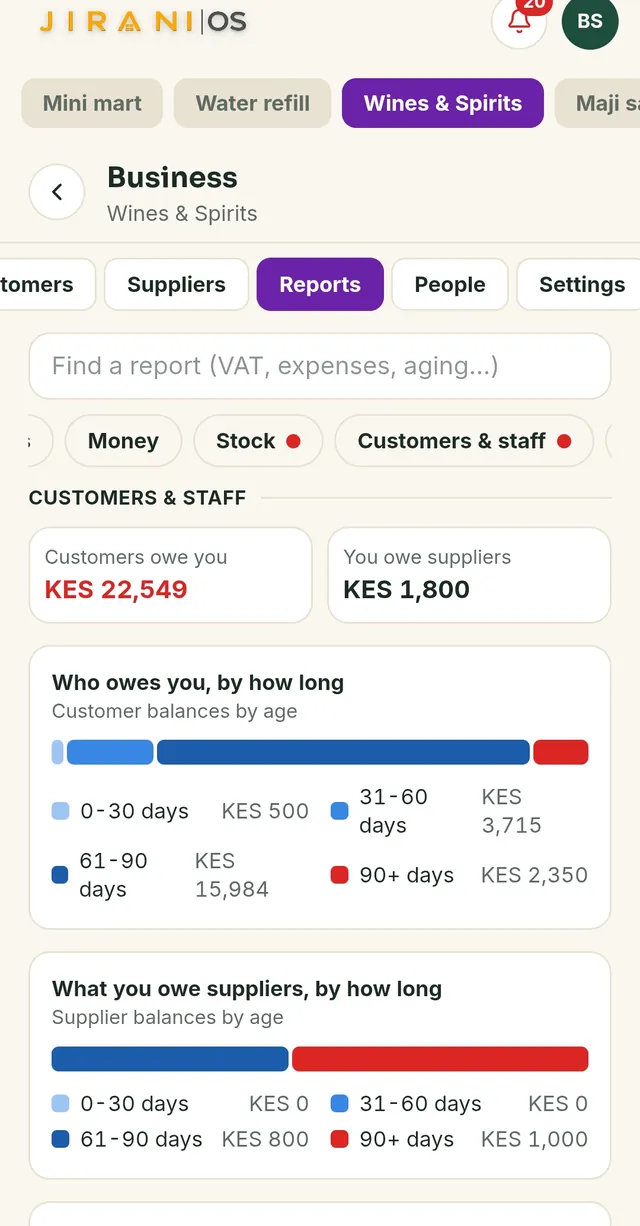 JIRANI|OS
20
BS
Mini mart
Water refill
Wines & Spirits
Maji sa
Business
Wines & Spirits
tomers
Suppliers
Reports
People
Settings
Find a report (VAT, expenses, aging...)
s
Money
Stock
Customers & staff
CUSTOMERS & STAFF
Customers owe you
KES 22,549
You owe suppliers
KES 1,800
Who owes you, by how long
Customer balances by age
0-30 days
KES 500
31-60
days
KES
3,715
61-90
days
KES
15,984
90+ days
KES 2,350
What you owe suppliers, by how long
Supplier balances by age
0-30 days
KES 0
31-60 days
KES 0
61-90 days
KES 800
90+ days
KES 1,000